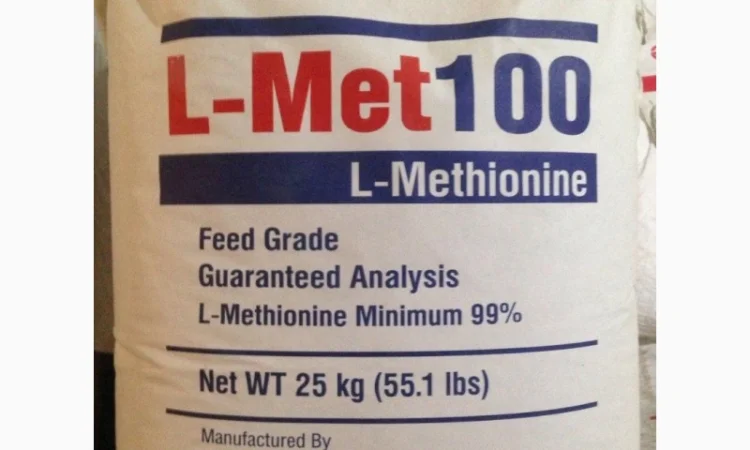 L-Met100
L-Methionine
Feed Grade
Guaranteed Analysis
L-Methionine Minimum 99%
Net WT 25 kg (55.1 lbs)
Manufactured By